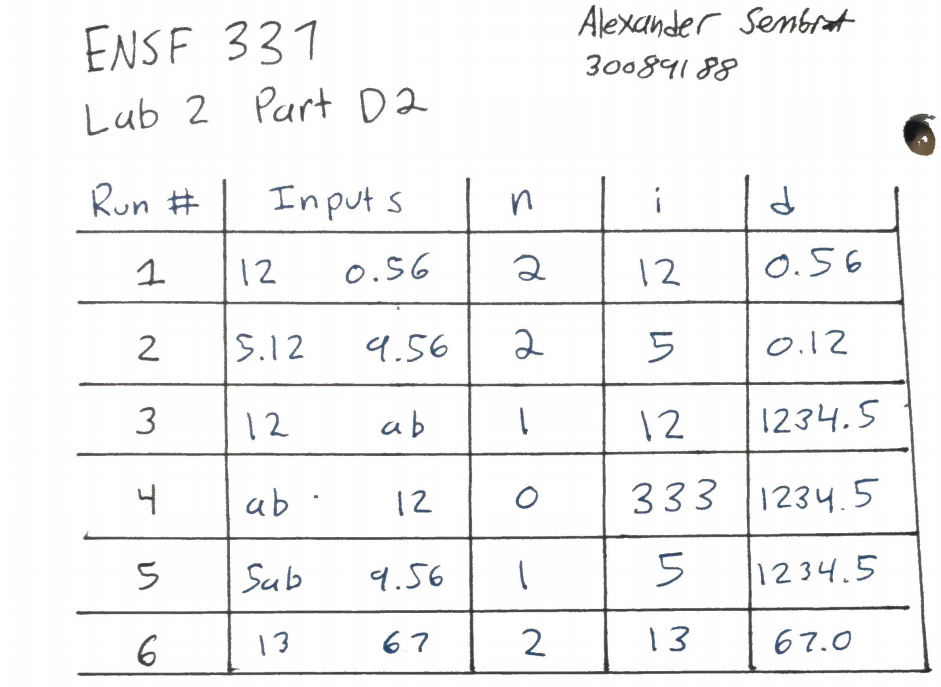 ENSF 337
Lab 2 Part D2
Alexander Sembrat
30089188
Run # Inputs n i d
1 12 0.56 2 12 0.56
2 5.12 9.56 2 5 0.12
3 12 ab 1 12 1234.5
4 ab 12 0 333 1234.5
5 5ab 9.56 1 5 1234.5
6 13 67 2 13 67.0